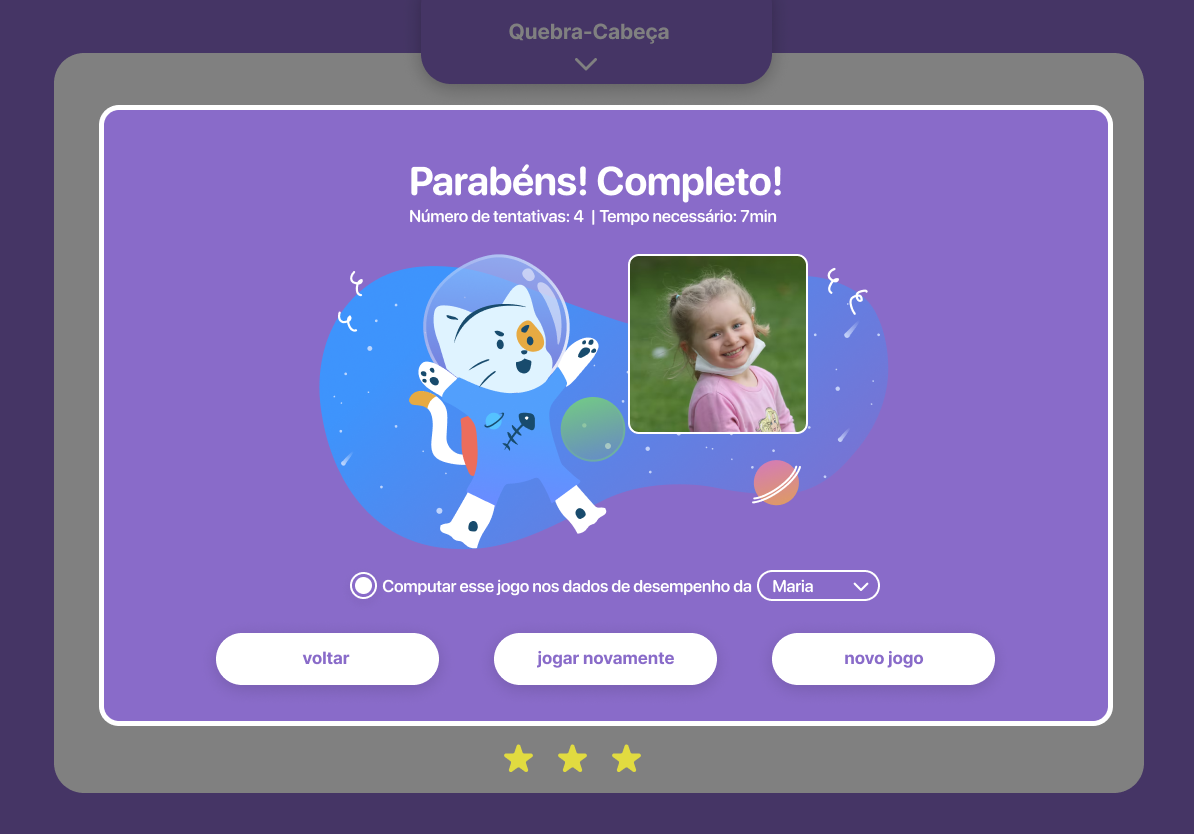 Quebra-Cabeça
Parabéns! Completo!
Número de tentativas: 4 | Tempo necessário: 7min
Computar esse jogo nos dados de desempenho da Maria
voltar
jogar novamente
novo jogo